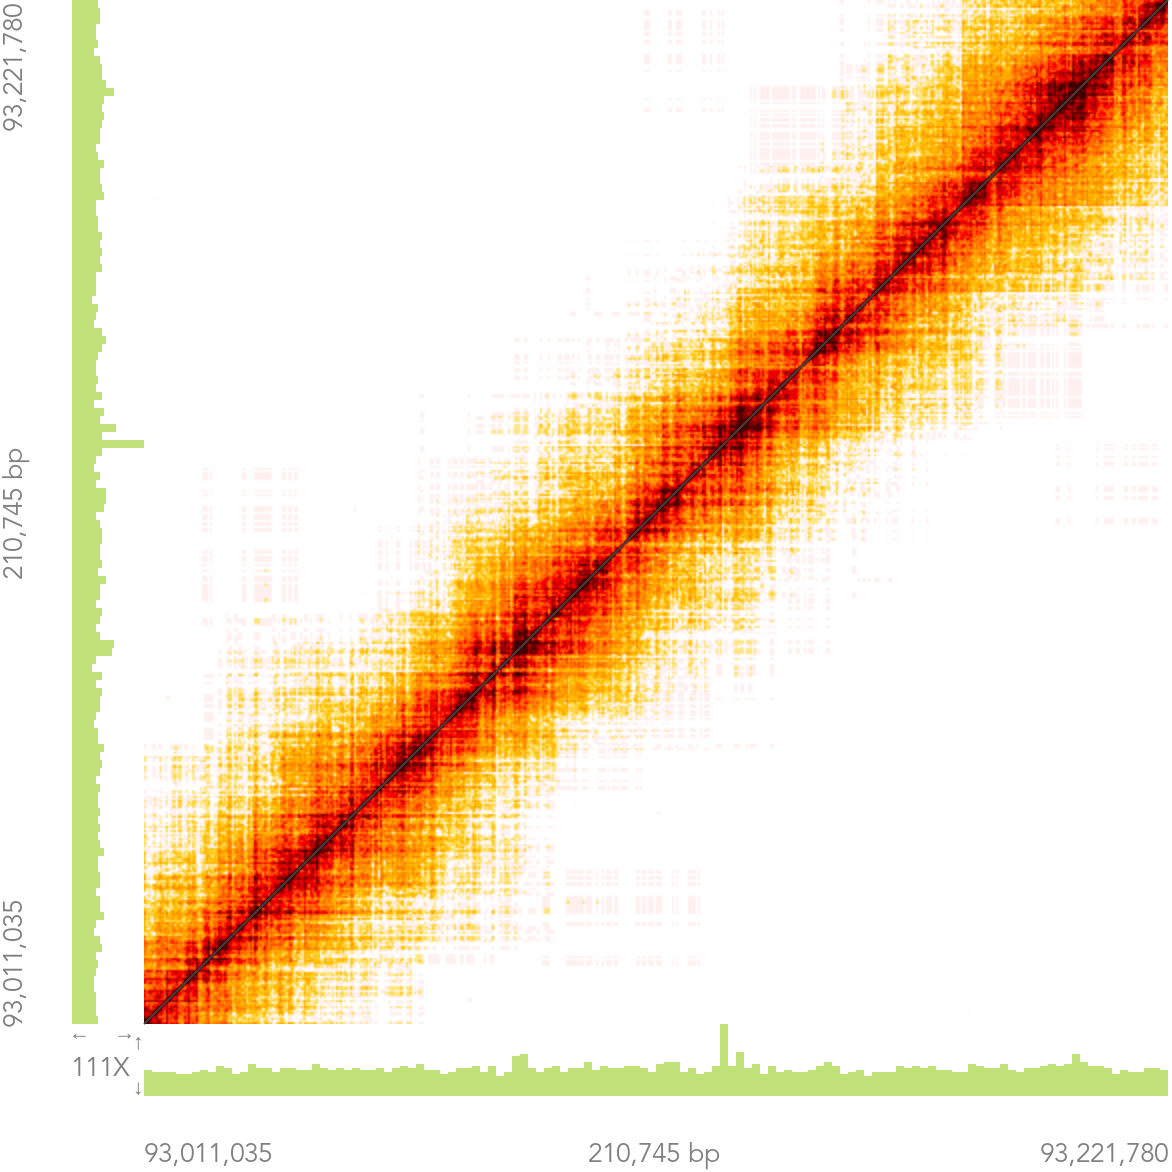 93,221,780
210,745 bp
93,011,035
← →
↑
111X
↓
93,011,035 210,745 bp 93,221,780